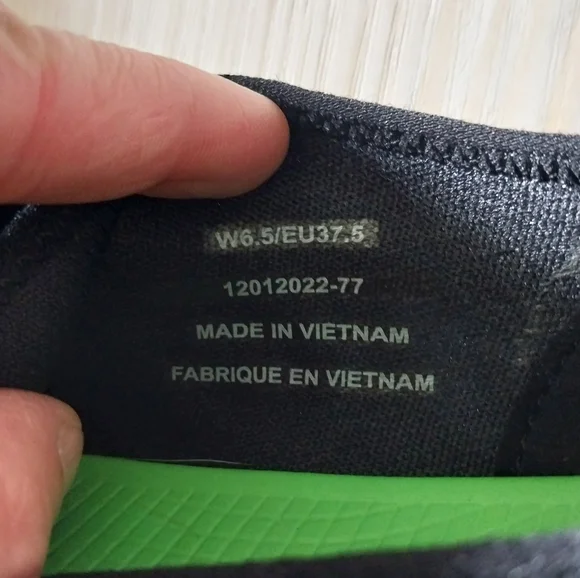 W6.5/EU37.5
12012022-77
MADE IN VIETNAM
FABRIQUE EN VIETNAM